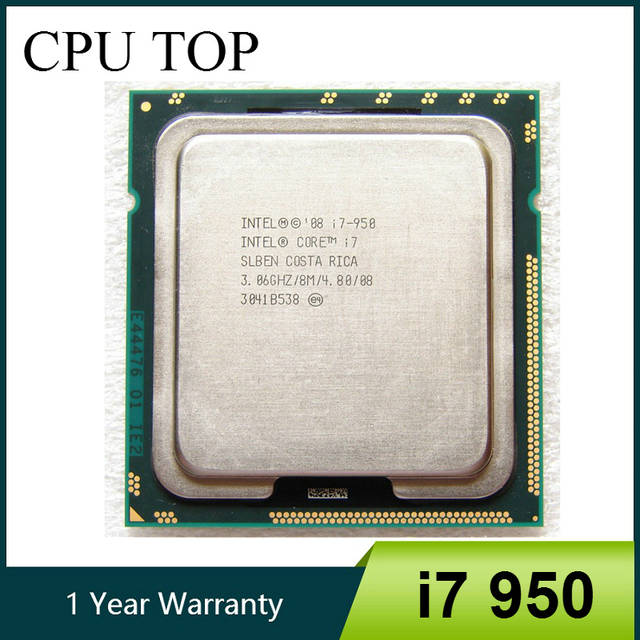 CPU TOP
INTEL®©'08 i7-950
INTEL® CORE™ i7
SLBEN COSTA RICA
3.06GHZ/8M/4.80/08
3041B538 e4
E44476 01 1E2
1 Year Warranty
i7 950